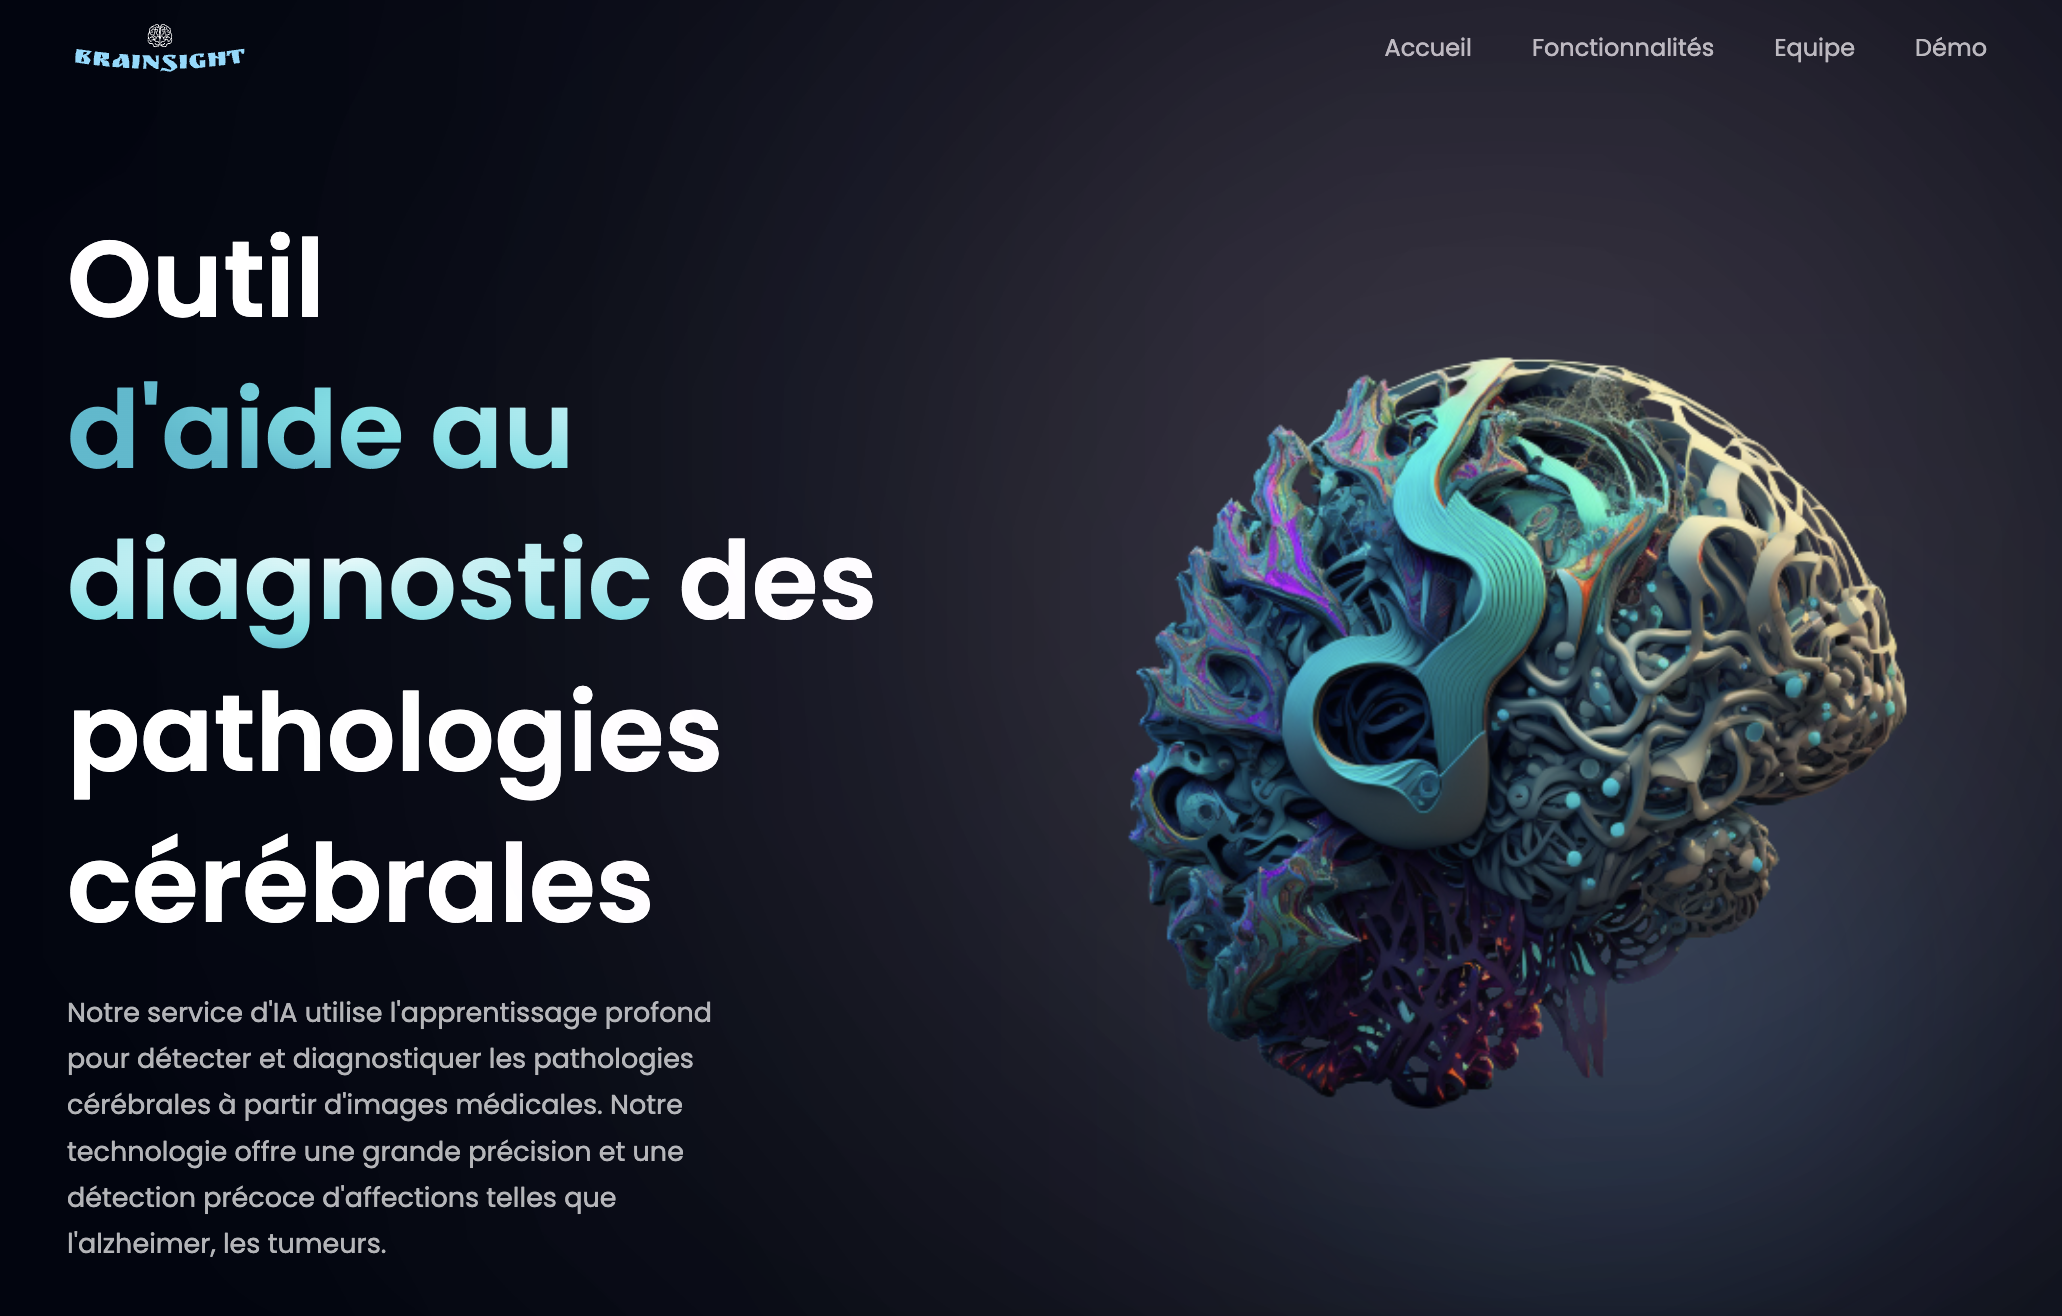 BRAINSIGHT
Accueil Fonctionnalités Equipe Démo
Outil
d'aide au
diagnostic des
pathologies
cérébrales
Notre service d'IA utilise l'apprentissage profond
pour détecter et diagnostiquer les pathologies
cérébrales à partir d'images médicales. Notre
technologie offre une grande précision et une
détection précoce d'affections telles que
l'alzheimer, les tumeurs.